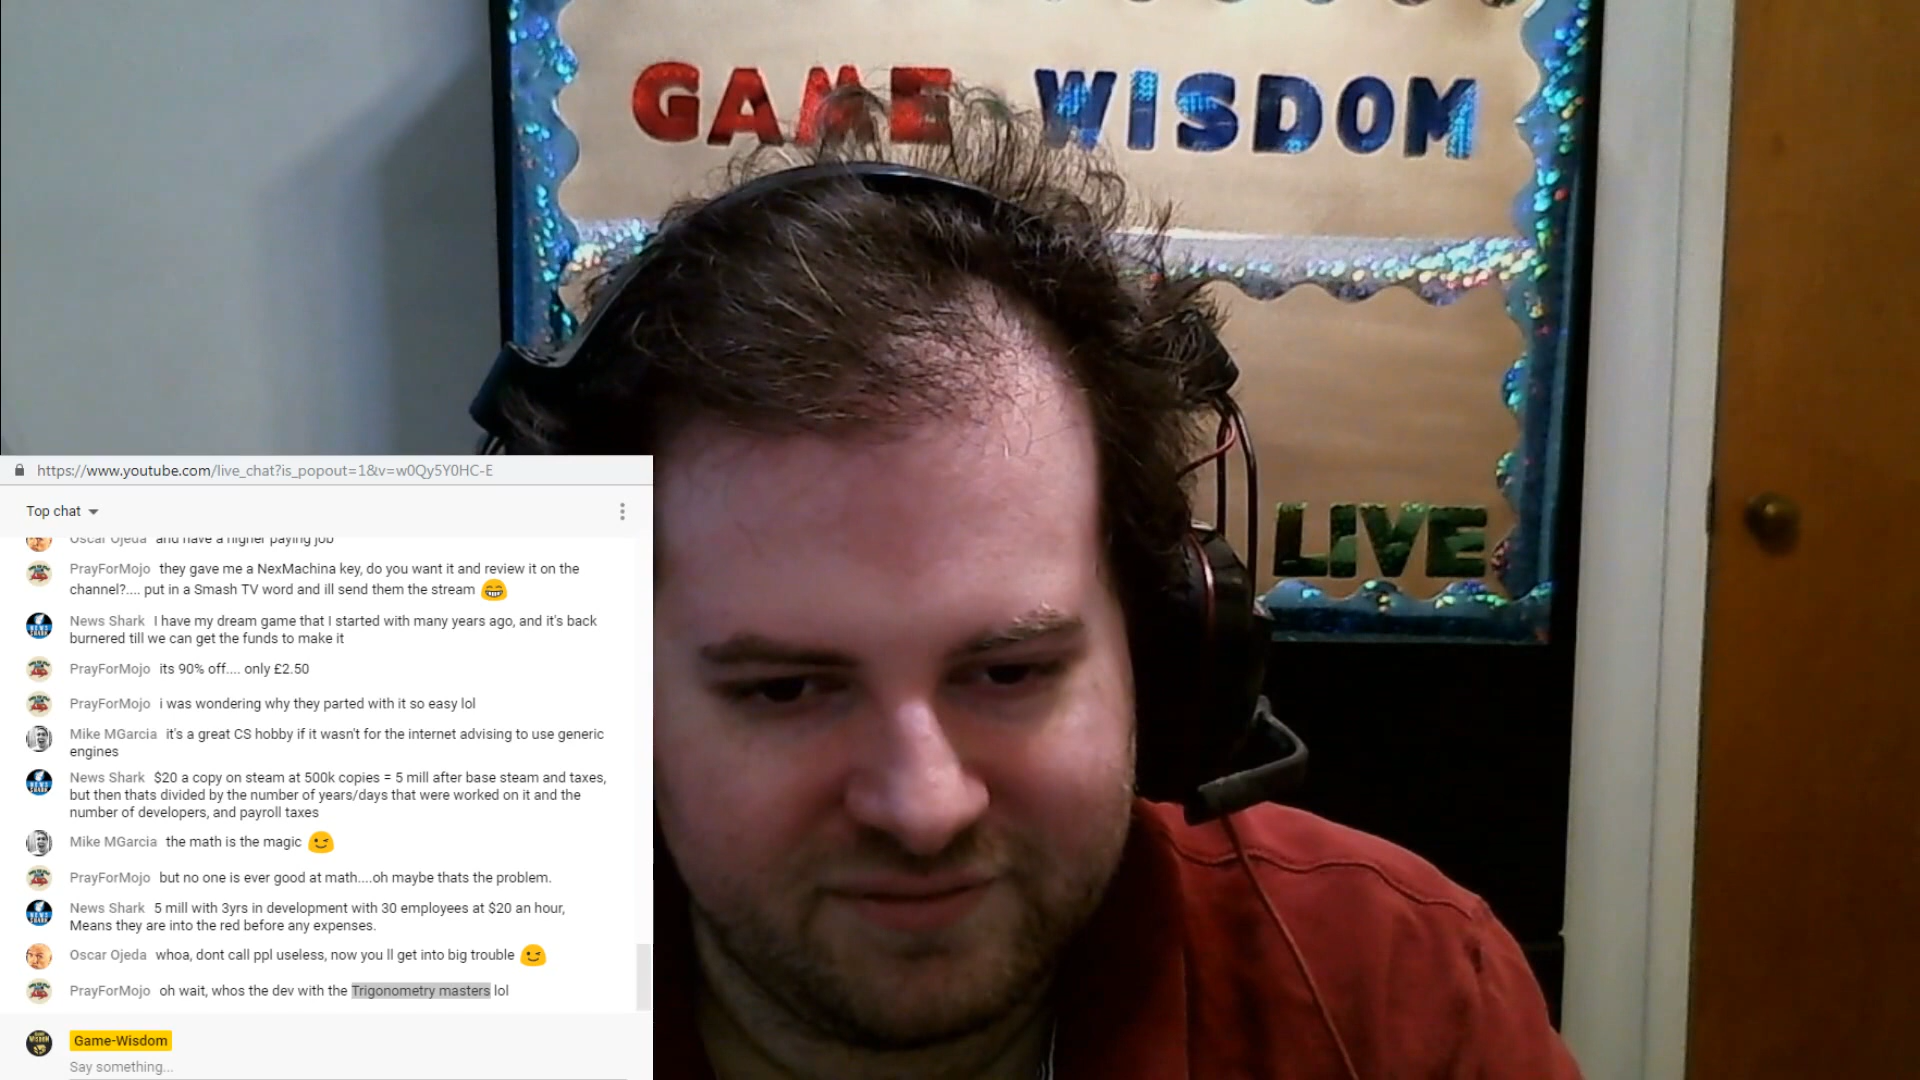 GAME WISDOM
LIVE
https://www.youtube.com/live_chat?is_popout=1&v=w0Qy5Y0HC-E
Top chat
Oscar Ojeda and have a higher paying job
PrayForMojo they gave me a NexMachina key, do you want it and review it on the
channel?.... put in a Smash TV word and ill send them the stream
News Shark I have my dream game that I started with many years ago, and it's back
burnered till we can get the funds to make it
PrayForMojo its 90% off.... only £2.50
PrayForMojo i was wondering why they parted with it so easy lol
Mike MGarcia it's a great CS hobby if it wasn't for the internet advising to use generic
engines
News Shark $20 a copy on steam at 500k copies = 5 mill after base steam and taxes,
but then thats divided by the number of years/days that were worked on it and the
number of developers, and payroll taxes
Mike MGarcia the math is the magic
PrayForMojo but no one is ever good at math....oh maybe thats the problem.
News Shark 5 mill with 3yrs in development with 30 employees at $20 an hour,
Means they are into the red before any expenses.
Oscar Ojeda whoa, dont call ppl useless, now you ll get into big trouble
PrayForMojo oh wait, whos the dev with the Trigonometry masters lol
Game-Wisdom
Say something...